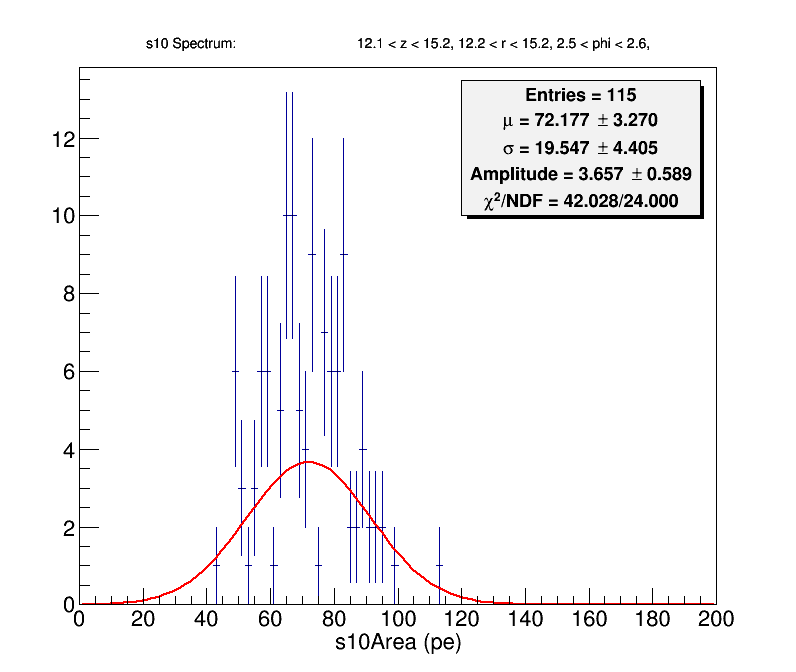 s10 Spectrum: 12.1 < z < 15.2, 12.2 < r < 15.2, 2.5 < phi < 2.6,
Entries = 115
μ = 72.177 ± 3.270
σ = 19.547 ± 4.405
Amplitude = 3.657 ± 0.589
χ²/NDF = 42.028/24.000
12
10
8
6
4
2
0
0 20 40 60 80 100 120 140 160 180 200
s10Area (pe)